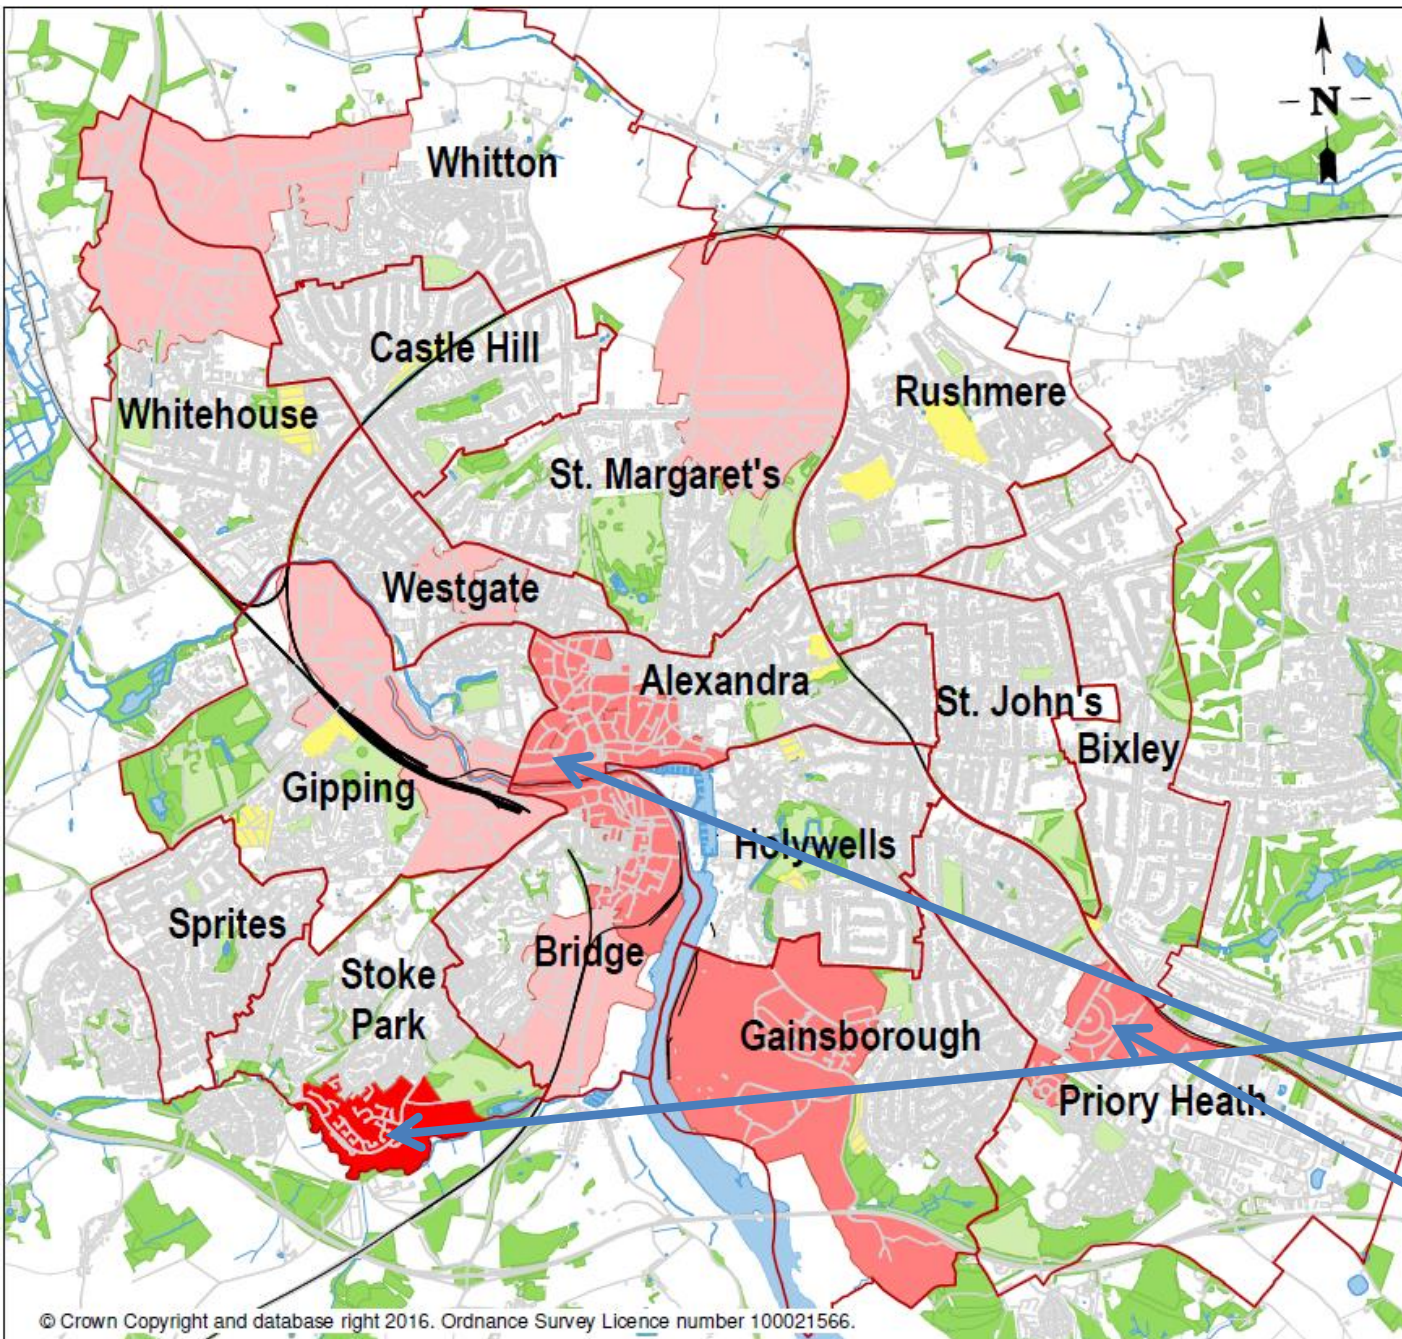 N
Whitton
Castle Hill
Whitehouse
Rushmere
St. Margaret's
Westgate
Alexandra
St. John's
Bixley
Gipping
Holywells
Sprites
Bridge
Stoke
Park
Gainsborough
Priory Heath
© Crown Copyright and database right 2016. Ordnance Survey Licence number 100021566.